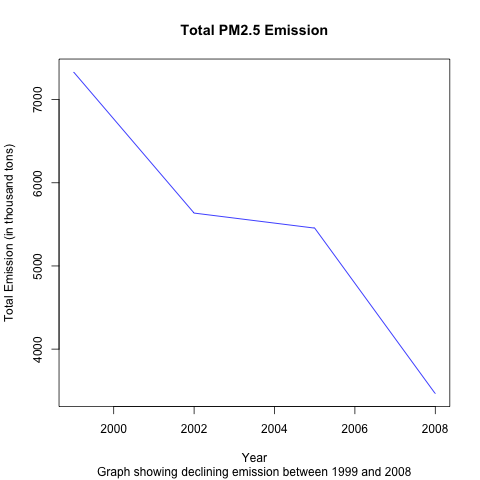 Total PM2.5 Emission
Total Emission (in thousand tons)
7000
6000
5000
4000
2000
2002
2004
2006
2008
Year
Graph showing declining emission between 1999 and 2008